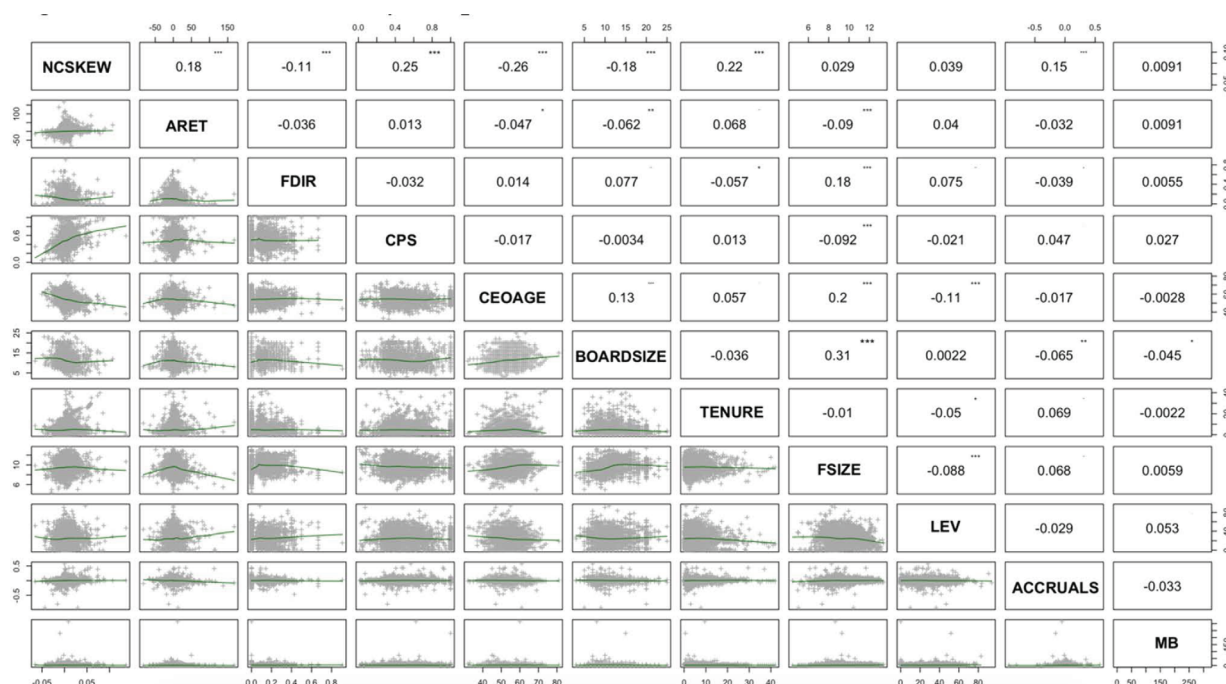 -50 0 50 150 0.0 0.4 0.8 5 10 15 20 25 6 8 10 12 -0.5 0.0 0.5
*** *** *** *** *** *** ***
NCSKEW 0.18 -0.11 0.25 -0.26 -0.18 0.22 0.029 0.039 0.15 0.0091
* ** ***
-50 100 ARET -0.036 0.013 -0.047 -0.062 0.068 -0.09 0.04 -0.032 0.0091
* ***
FDIR -0.032 0.014 0.077 -0.057 0.18 0.075 -0.039 0.0055
***
0.0 0.6 CPS -0.017 -0.0034 0.013 -0.092 -0.021 0.047 0.027
*** ***
CEOAGE 0.13 0.057 0.2 -0.11 -0.017 -0.0028
*** ** *
5 15 25 BOARDSIZE -0.036 0.31 0.0022 -0.065 -0.045
*
TENURE -0.01 -0.05 0.069 -0.0022
***
6 10 FSIZE -0.088 0.068 0.0059
LEV -0.029 0.053
-0.5 0.5 ACCRUALS -0.033
MB
-0.05 0.05 0.0 0.2 0.4 0.6 0.8 40 50 60 70 80 0 10 20 30 40 0 20 40 60 80 0 50 150 250